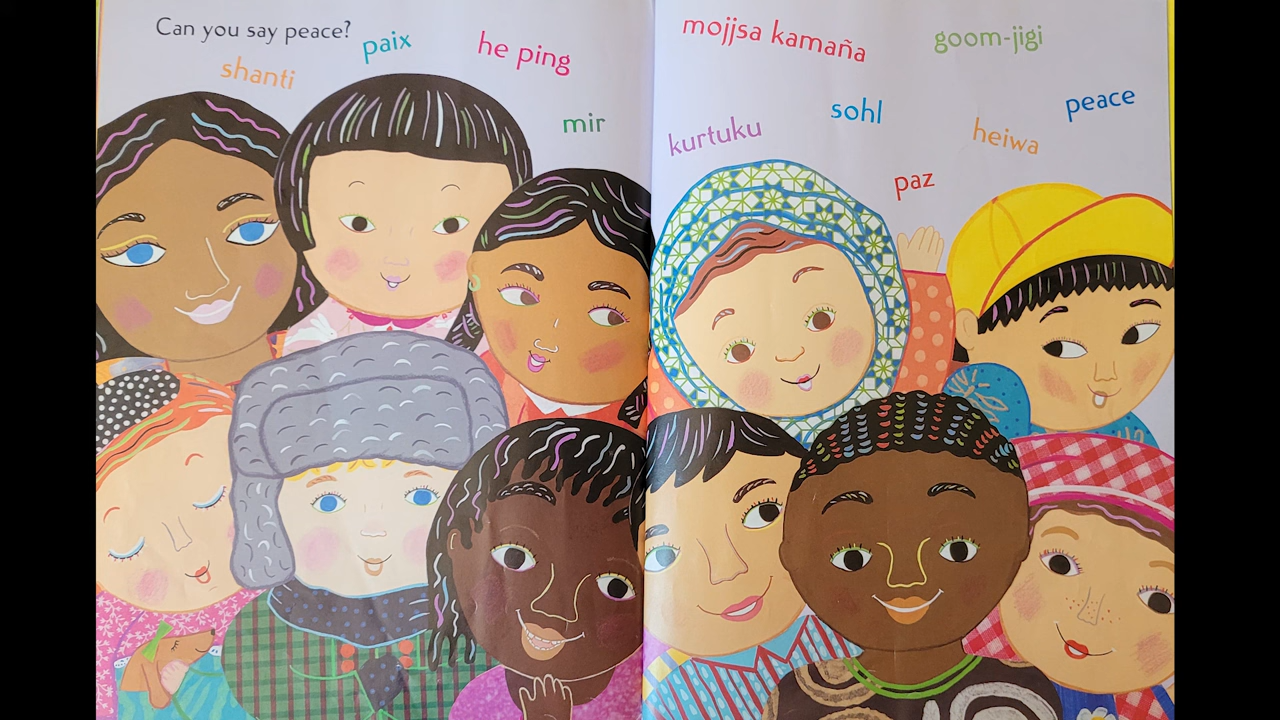 Can you say peace?
paix
he ping
shanti
mir
mojjsa kamaña
goom-jigi
sohl
peace
kurtuku
heiwa
paz